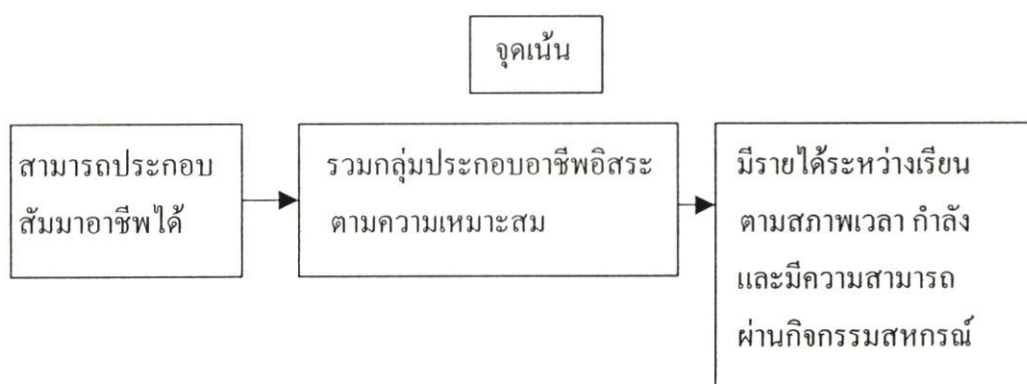 จุดเน้น
สามารถประกอบ
สัมมาอาชีพได้
รวมกลุ่มประกอบอาชีพอิสระ
ตามความเหมาะสม
มีรายได้ระหว่างเรียน
ตามสภาพเวลา กำลัง
และมีความสามารถ
ผ่านกิจกรรมสหกรณ์